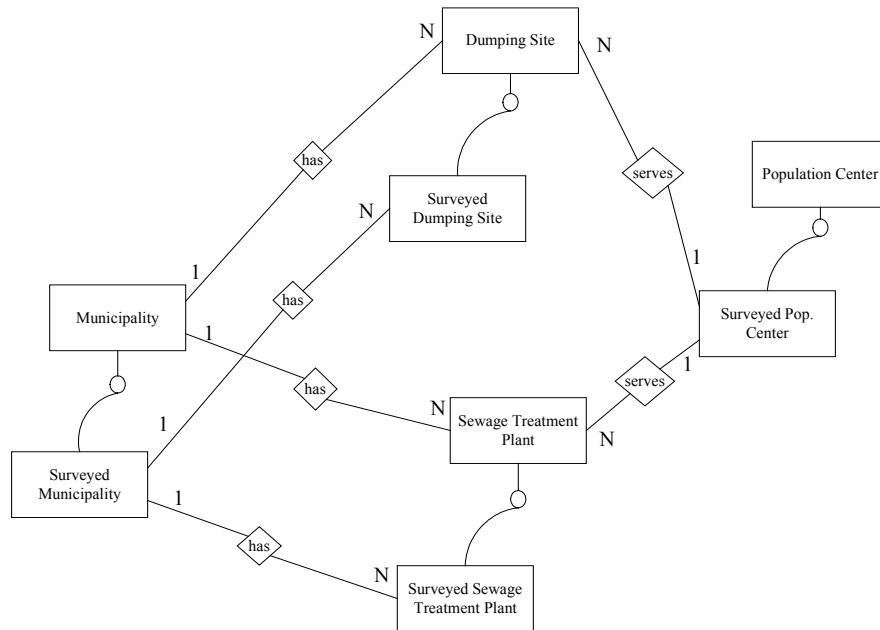 N
Dumping Site
N
has
serves
Population Center
Surveyed
Dumping Site
N
1
has
1
Municipality
1
Surveyed Pop.
Center
has
1
serves
N
Sewage Treatment
Plant
N
1
Surveyed
Municipality
1
has
N
Surveyed Sewage
Treatment Plant